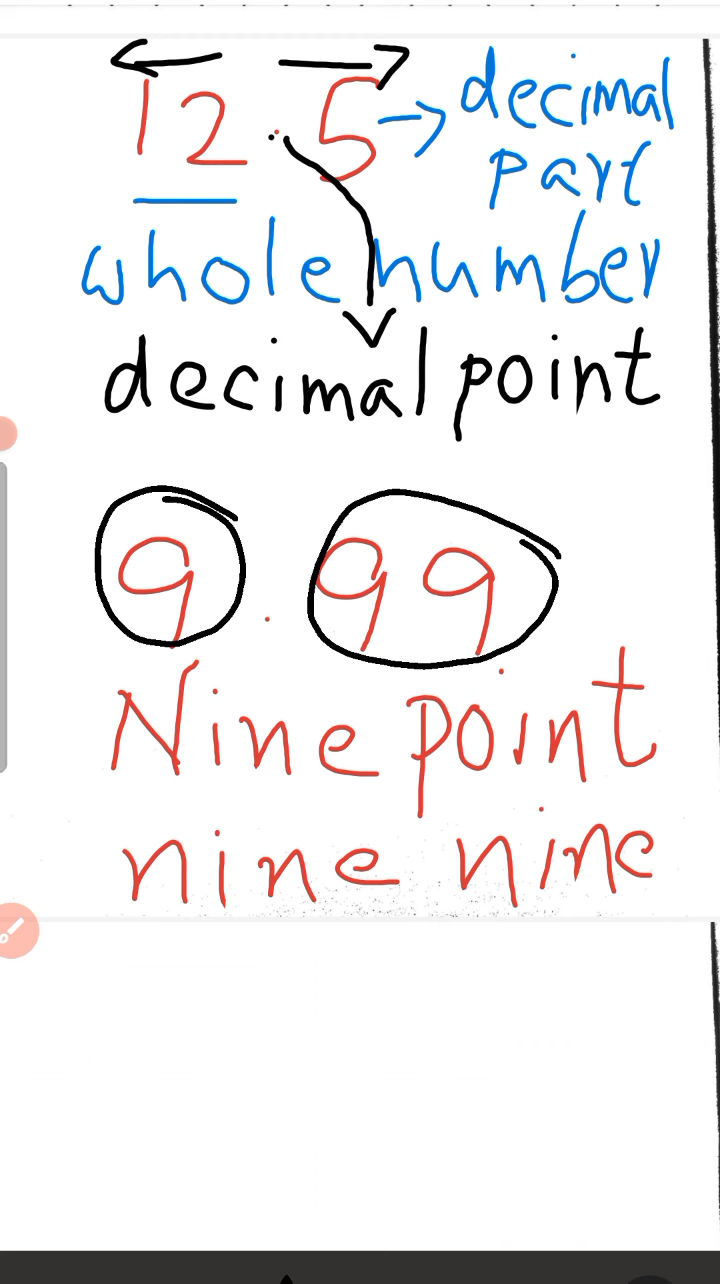 12.5 → decimal
part
whole number
decimal point
9.99
Nine point
nine nine